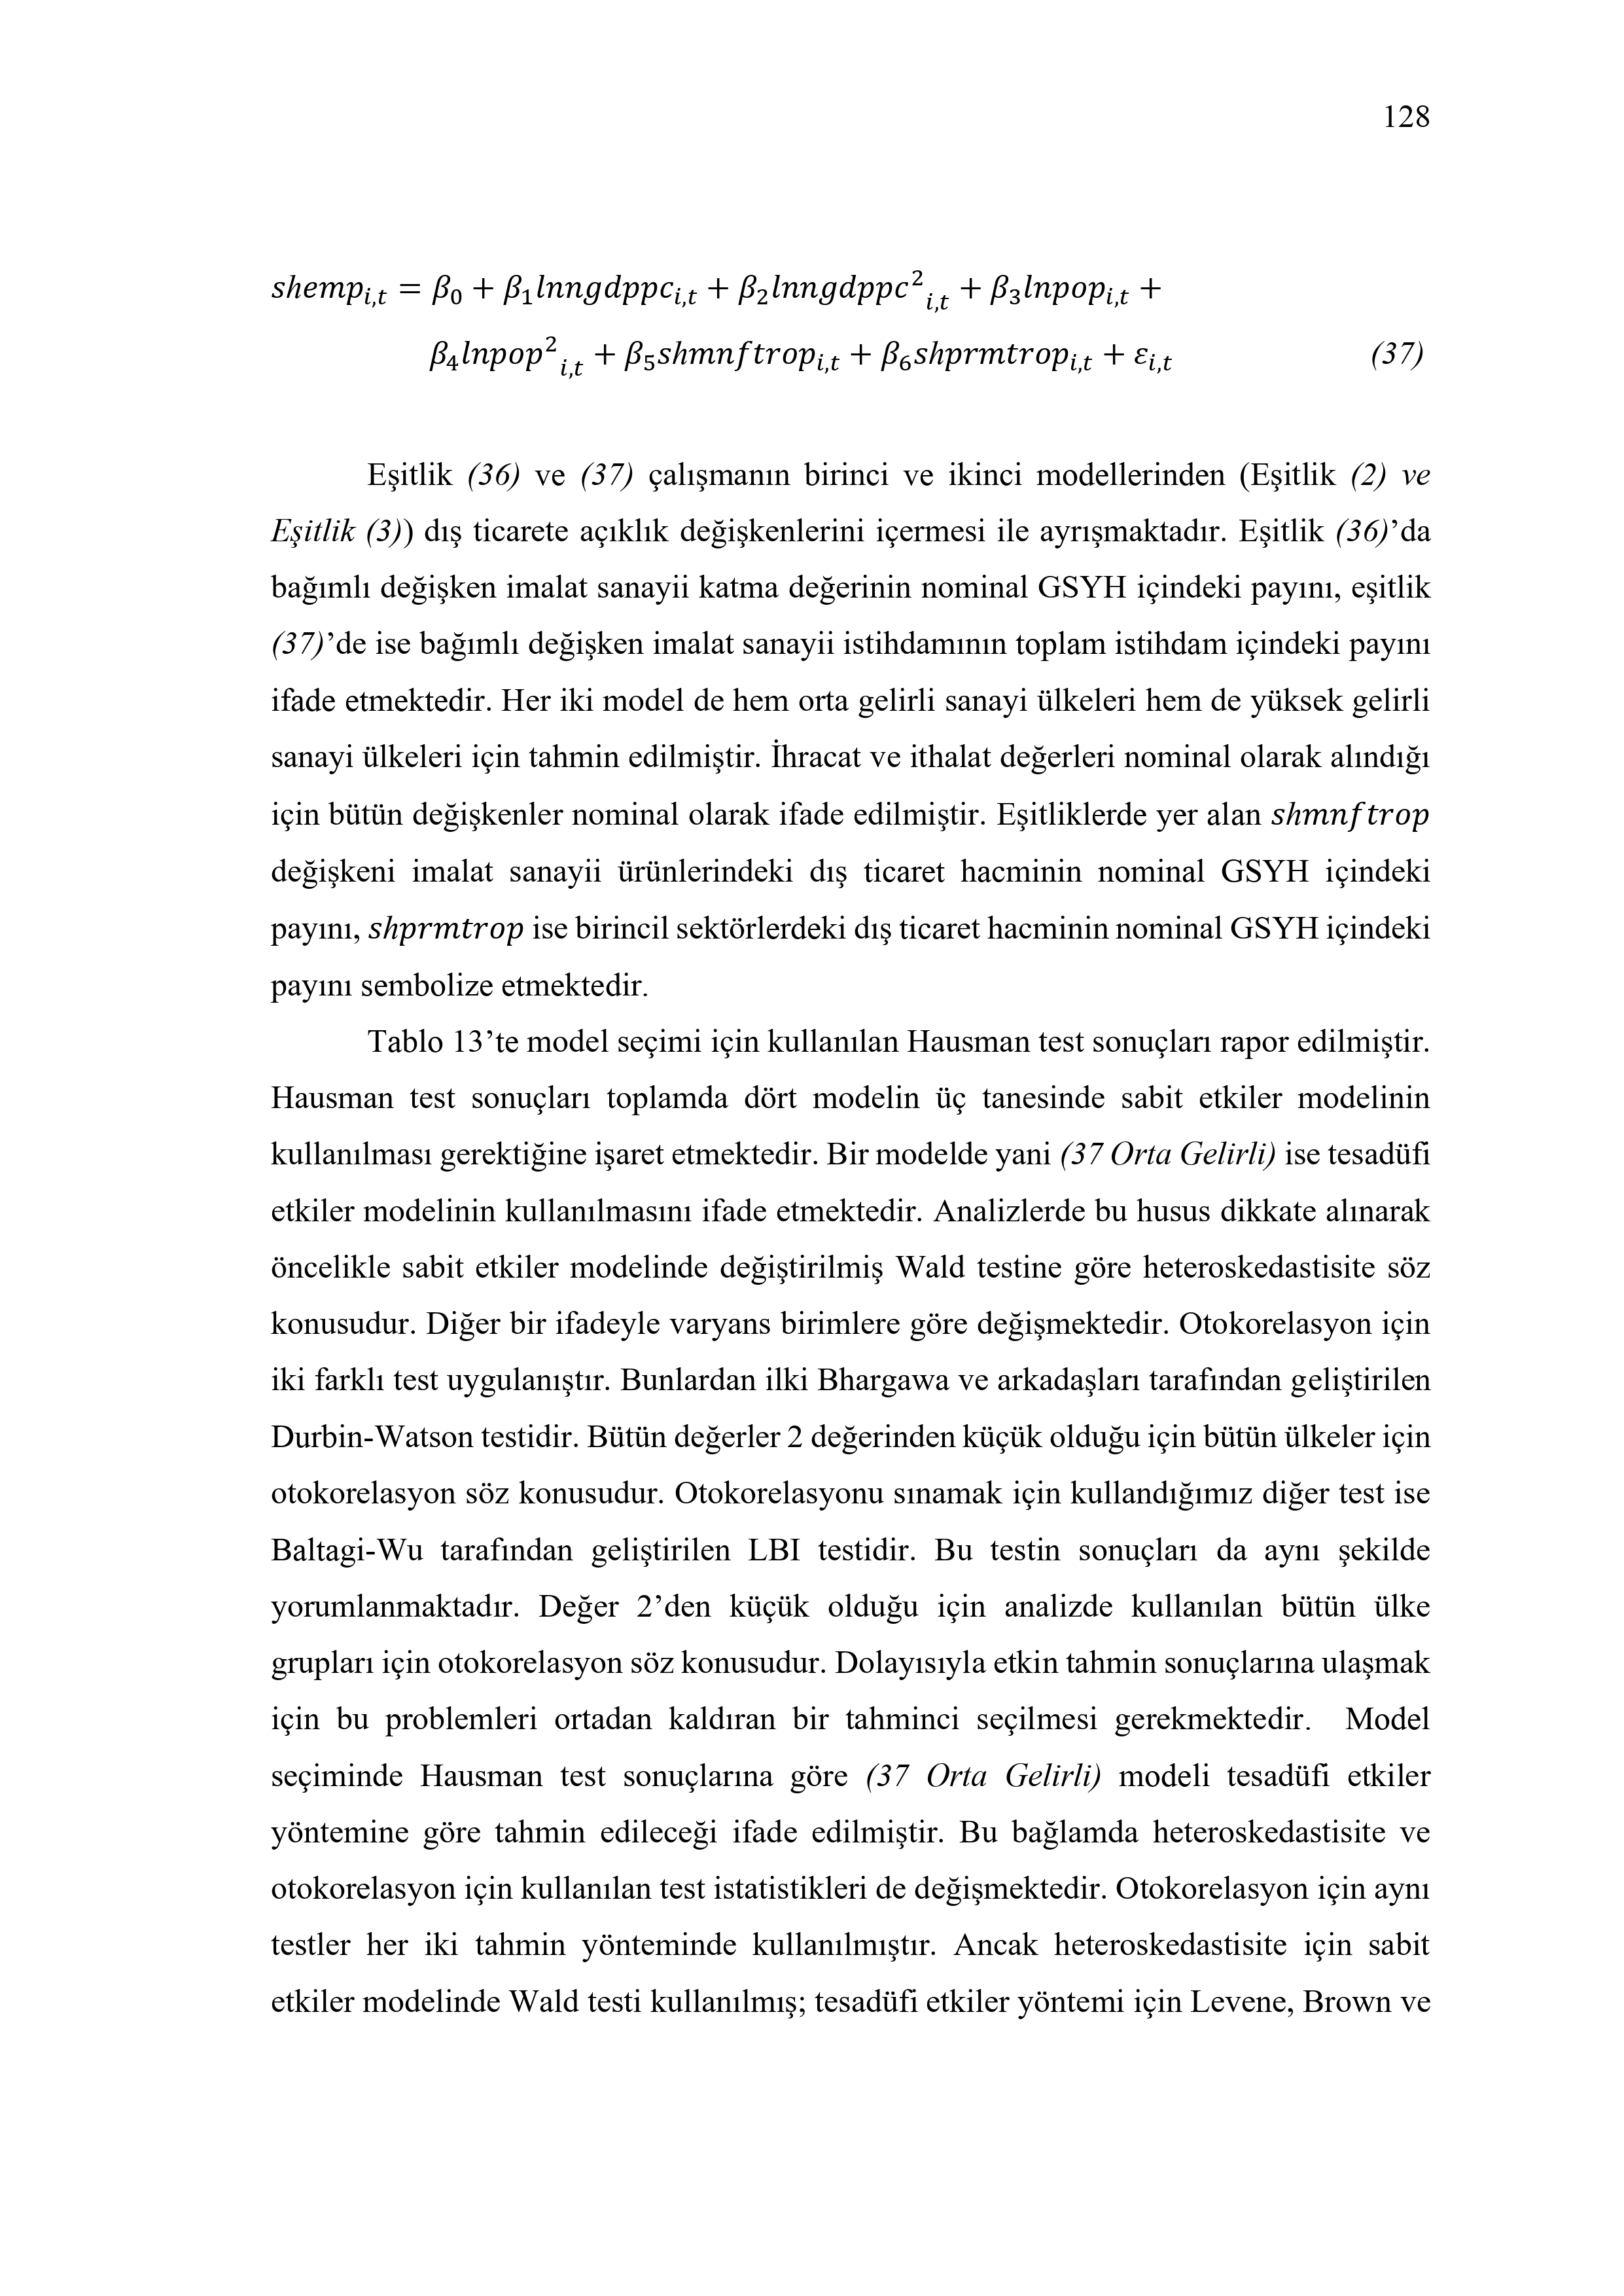 128
shemp_{i,t} = β_0 + β_1lnngdppc_{i,t} + β_2lnngdppc^2_{i,t} + β_3lnpop_{i,t} +
β_4lnpop^2_{i,t} + β_5shmnftrop_{i,t} + β_6shprmtrop_{i,t} + ε_{i,t} (37)
Eşitlik (36) ve (37) çalışmanın birinci ve ikinci modellerinden (Eşitlik (2) ve
Eşitlik (3)) dış ticarete açıklık değişkenlerini içermesi ile ayrışmaktadır. Eşitlik (36)’da
bağımlı değişken imalat sanayii katma değerinin nominal GSYH içindeki payını, eşitlik
(37)’de ise bağımlı değişken imalat sanayii istihdamının toplam istihdam içindeki payını
ifade etmektedir. Her iki model de hem orta gelirli sanayi ülkeleri hem de yüksek gelirli
sanayi ülkeleri için tahmin edilmiştir. İhracat ve ithalat değerleri nominal olarak alındığı
için bütün değişkenler nominal olarak ifade edilmiştir. Eşitliklerde yer alan shmnftrop
değişkeni imalat sanayii ürünlerindeki dış ticaret hacminin nominal GSYH içindeki
payını, shprmtrop ise birincil sektörlerdeki dış ticaret hacminin nominal GSYH içindeki
payını sembolize etmektedir.
Tablo 13’te model seçimi için kullanılan Hausman test sonuçları rapor edilmiştir.
Hausman test sonuçları toplamda dört modelin üç tanesinde sabit etkiler modelinin
kullanılması gerektiğine işaret etmektedir. Bir modelde yani (37 Orta Gelirli) ise tesadüfi
etkiler modelinin kullanılmasını ifade etmektedir. Analizlerde bu husus dikkate alınarak
öncelikle sabit etkiler modelinde değiştirilmiş Wald testine göre heteroskedastisite söz
konusudur. Diğer bir ifadeyle varyans birimlere göre değişmektedir. Otokorelasyon için
iki farklı test uygulanıştır. Bunlardan ilki Bhargawa ve arkadaşları tarafından geliştirilen
Durbin-Watson testidir. Bütün değerler 2 değerinden küçük olduğu için bütün ülkeler için
otokorelasyon söz konusudur. Otokorelasyonu sınamak için kullandığımız diğer test ise
Baltagi-Wu tarafından geliştirilen LBI testidir. Bu testin sonuçları da aynı şekilde
yorumlanmaktadır. Değer 2’den küçük olduğu için analizde kullanılan bütün ülke
grupları için otokorelasyon söz konusudur. Dolayısıyla etkin tahmin sonuçlarına ulaşmak
için bu problemleri ortadan kaldıran bir tahminci seçilmesi gerekmektedir. Model
seçiminde Hausman test sonuçlarına göre (37 Orta Gelirli) modeli tesadüfi etkiler
yöntemine göre tahmin edileceği ifade edilmiştir. Bu bağlamda heteroskedastisite ve
otokorelasyon için kullanılan test istatistikleri de değişmektedir. Otokorelasyon için aynı
testler her iki tahmin yönteminde kullanılmıştır. Ancak heteroskedastisite için sabit
etkiler modelinde Wald testi kullanılmış; tesadüfi etkiler yöntemi için Levene, Brown ve